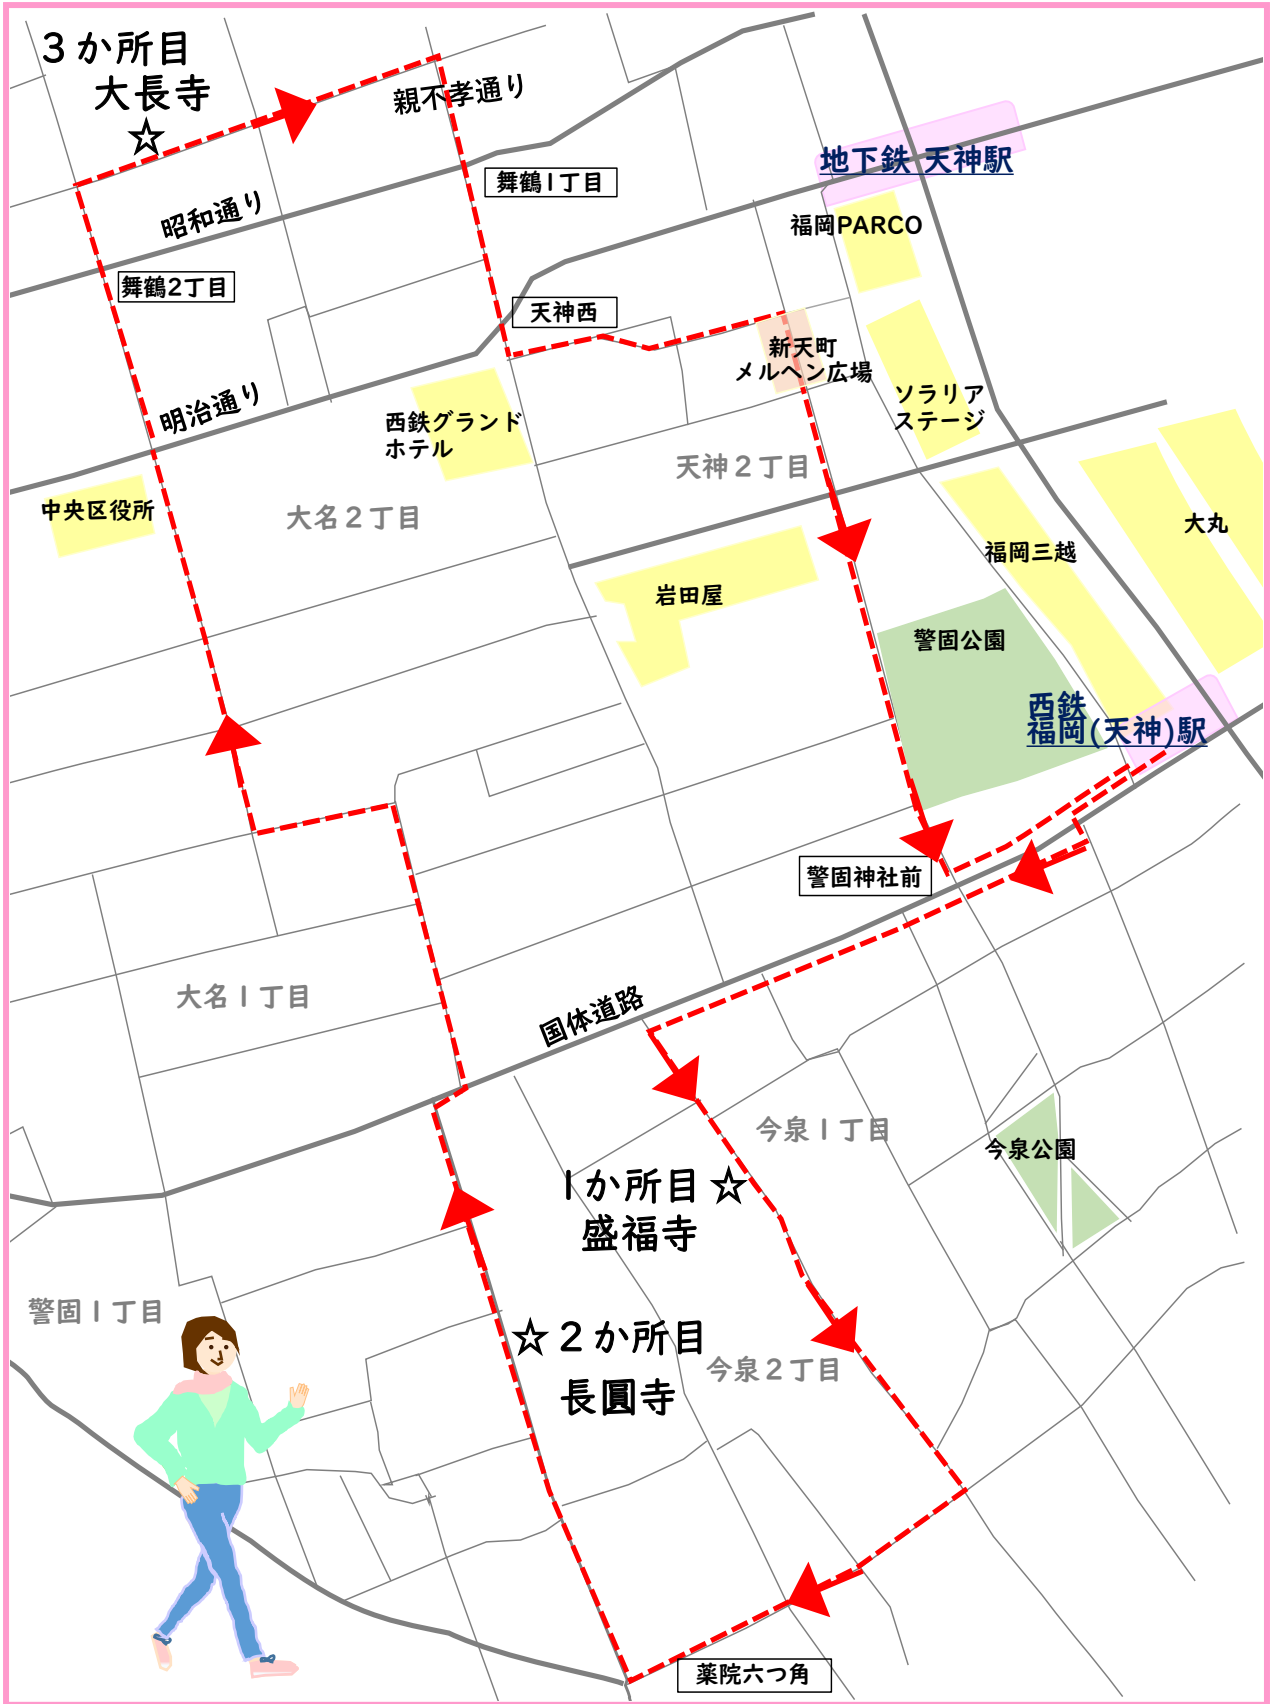 ３か所目
大長寺
☆
親不孝通り
地下鉄 天神駅
舞鶴1丁目
昭和通り
福岡PARCO
舞鶴2丁目
天神西
新天町
メルヘン広場
明治通り
西鉄グランド
ホテル
ソラリア
ステージ
天神２丁目
中央区役所
大名２丁目
大丸
福岡三越
岩田屋
警固公園
西鉄
福岡(天神)駅
警固神社前
大名１丁目
国体道路
今泉１丁目
今泉公園
1か所目☆
盛福寺
警固１丁目
☆２か所目
長圓寺
今泉２丁目
薬院六つ角